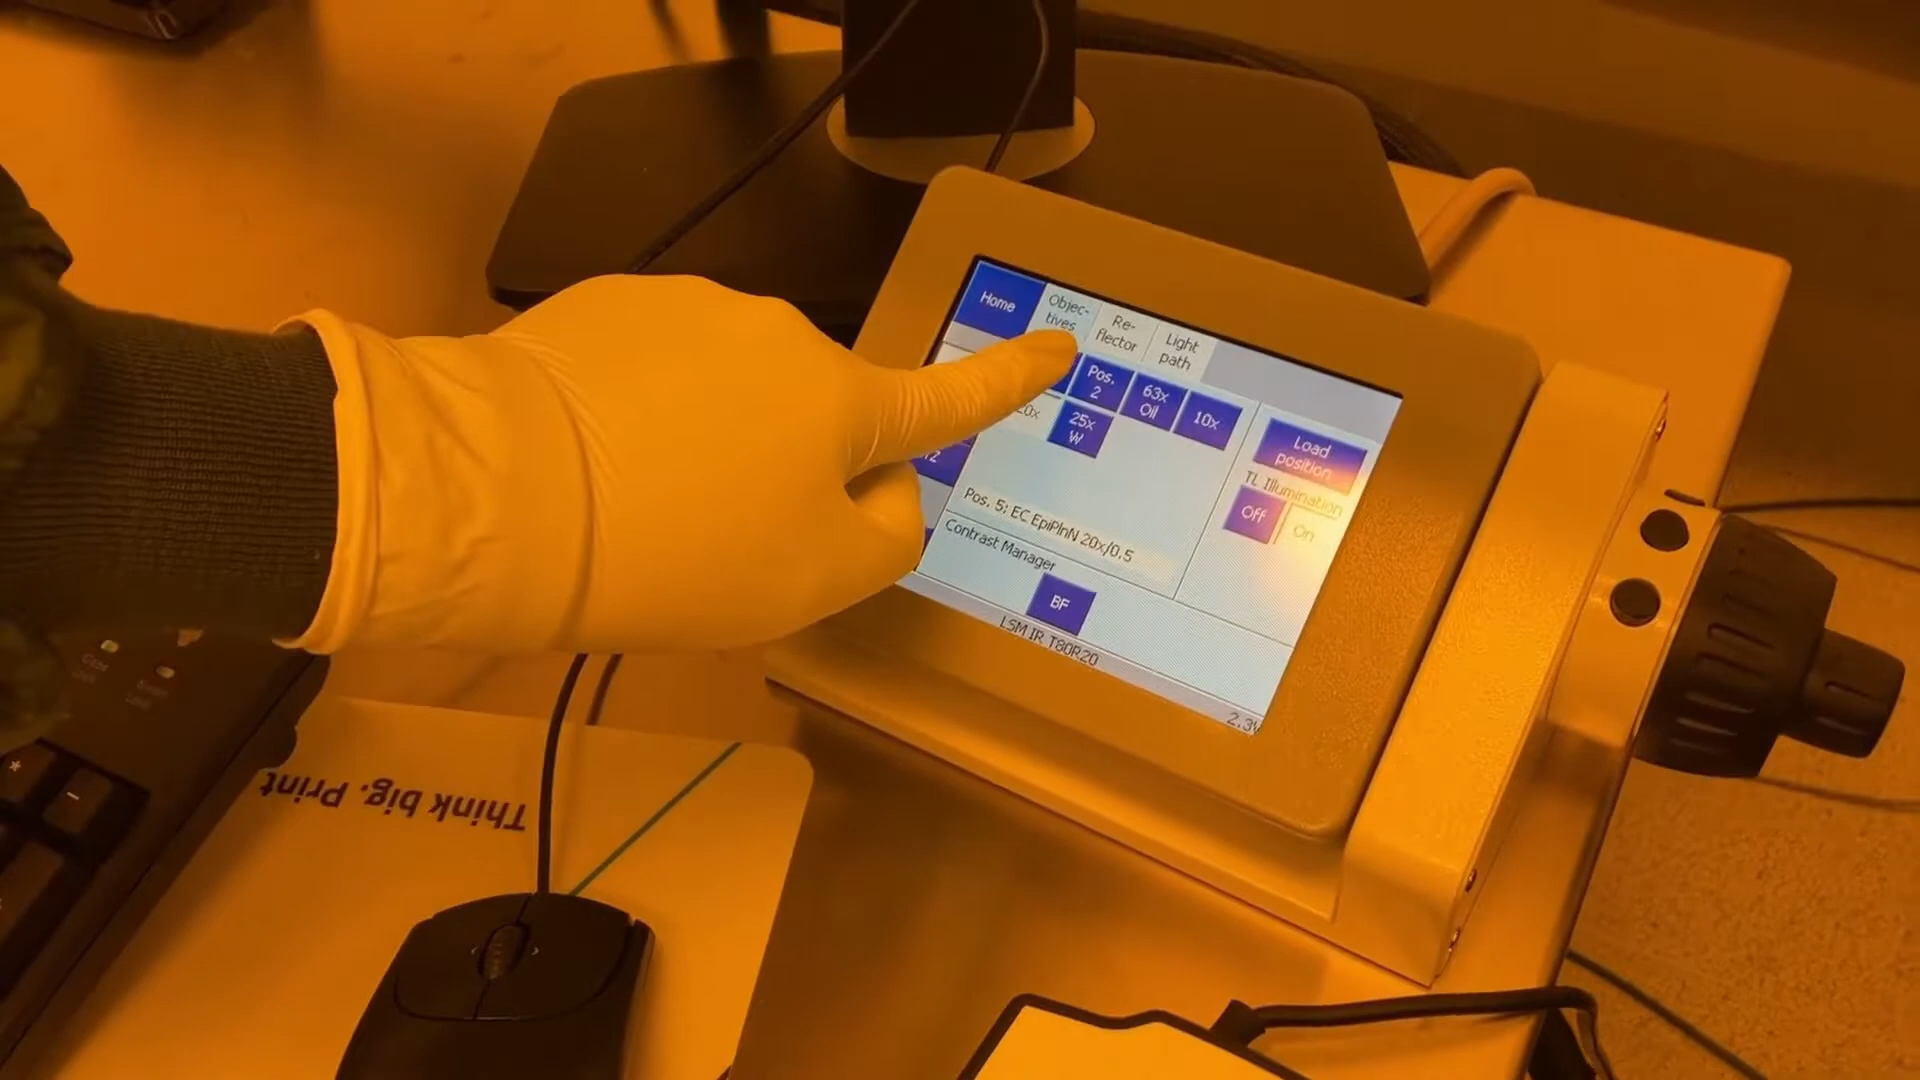 Home
Objec-
tives
Re-
flector
Light
path
Pos.
2
63x
Oil
10x
20x
25x
W
Load
position
TL Illumination
Off
On
Pos. 5: EC EpiPlnN 20x/0.5
Contrast Manager
BF
LSM IR T80R20
Think big. Print